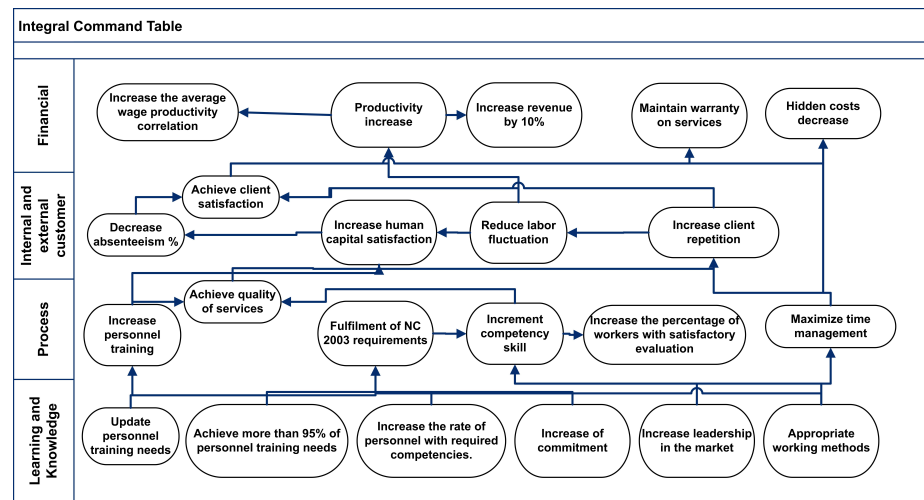 Integral Command Table
Financial
Increase the average
wage productivity
correlation
Productivity
increase
Increase revenue
by 10%
Maintain warranty
on services
Hidden costs
decrease
Internal and
external
customer
Achieve client
satisfaction
Decrease
absenteeism %
Increase human
capital satisfaction
Reduce labor
fluctuation
Increase client
repetition
Process
Achieve quality
of services
Increase
personnel
training
Fulfilment of NC
2003 requirements
Increment
competency
skill
Increase the percentage of
workers with satisfactory
evaluation
Maximize time
management
Learning and
Knowledge
Update
personnel
training needs
Achieve more than 95% of
personnel training needs
Increase the rate of
personnel with required
competencies.
Increase of
commitment
Increase leadership
in the market
Appropriate
working methods